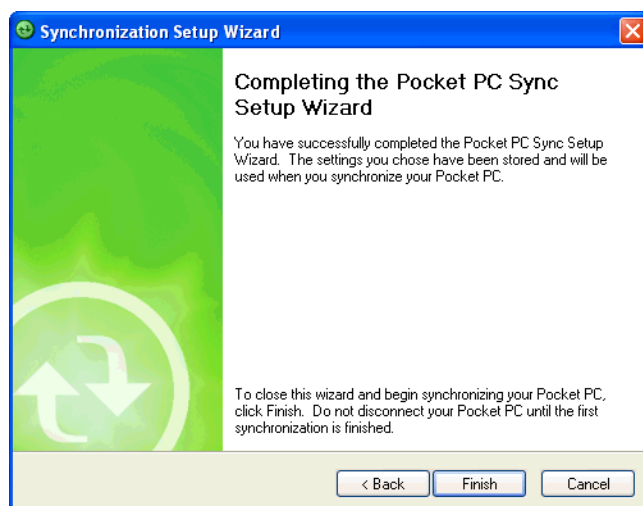 Synchronization Setup Wizard
Completing the Pocket PC Sync
Setup Wizard
You have successfully completed the Pocket PC Sync Setup
Wizard. The settings you chose have been stored and will be
used when you synchronize your Pocket PC.
To close this wizard and begin synchronizing your Pocket PC,
click Finish. Do not disconnect your Pocket PC until the first
synchronization is finished.
< Back Finish Cancel